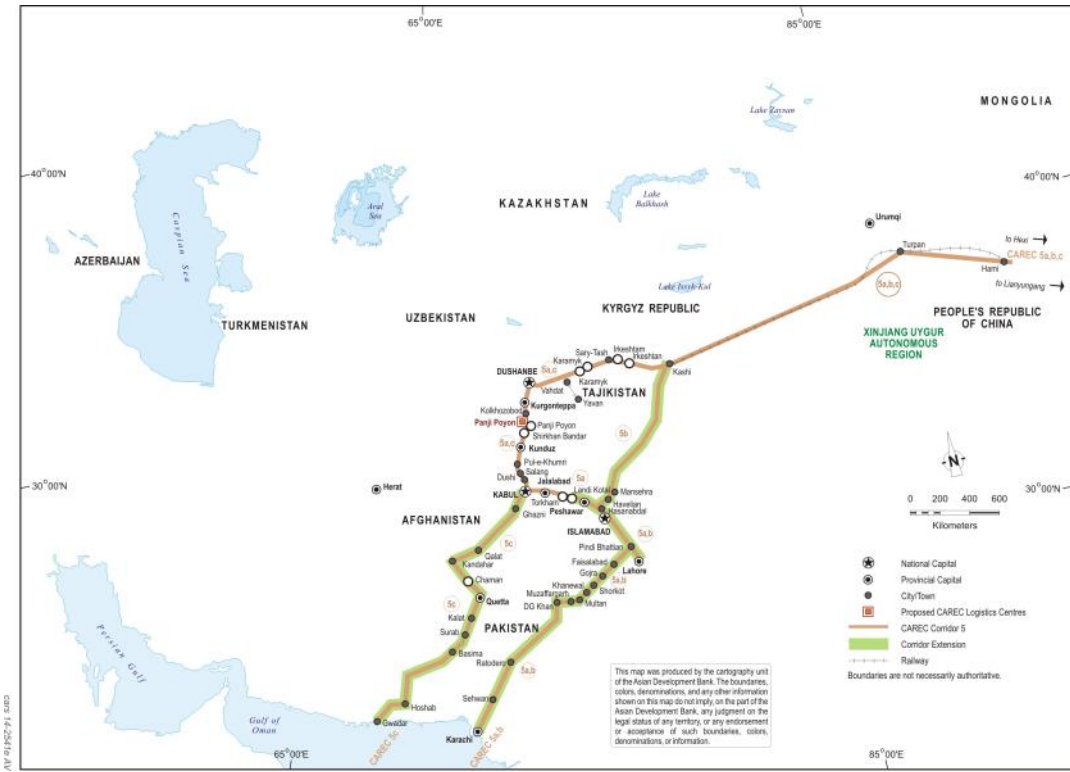 65°00'E
85°00'E
MONGOLIA
Lake Zaysan
40°00'N
40°00'N
Aral
Sea
KAZAKHSTAN
Lake
Balkhash
Urumqi
Caspian Sea
AZERBAIJAN
Turpan
to Hexi
CAREC 5a,b,c
Hami
5a,b,c
to Lianyungang
Lake Issyk-Kul
TURKMENISTAN
UZBEKISTAN
KYRGYZ REPUBLIC
PEOPLE'S REPUBLIC
OF CHINA
XINJIANG UYGUR
AUTONOMOUS
REGION
Irkeshtam
Sary-Tash
Irkeshtan
Karamyk
5a,c
DUSHANBE
Karamyk
Kashi
Vahdat
TAJIKISTAN
Yavan
Kurgonteppa
Kolkhozobod
Panji Poyon
Panji Poyon
Shirkhan Bandar
5b
5a,c
Kunduz
Pul-e-Khumri
Salang
Dushi
5a
Jalalabad
Landi Kotal
Mansehra
30°00'N
Herat
KABUL
Torkham
Peshawar
Havelian
Hasanabdal
30°00'N
N
0 200 400 600
Kilometers
Ghazni
AFGHANISTAN
ISLAMABAD
5a,b
5c
Pindi Bhattian
Qalat
Kandahar
Faisalabad
Lahore
Gojra
5a,b
Chaman
Khanewal
Shorkot
Muzaffargarh
Multan
DG Khan
5c
Quetta
Kalat
PAKISTAN
Surab
Basima
Ratodero
5a,b
Persian Gulf
Sehwan
Hoshab
Gwadar
Gulf of
Oman
Karachi
CAREC 5c
CAREC 5a,b
National Capital
Provincial Capital
City/Town
Proposed CAREC Logistics Centres
CAREC Corridor 5
Corridor Extension
Railway
Boundaries are not necessarily authoritative.
This map was produced by the cartography unit
of the Asian Development Bank. The boundaries,
colors, denominations, and any other information
shown on this map do not imply, on the part of the
Asian Development Bank, any judgment on the
legal status of any territory, or any endorsement
or acceptance of such boundaries, colors,
denominations, or information.
65°00'E
85°00'E